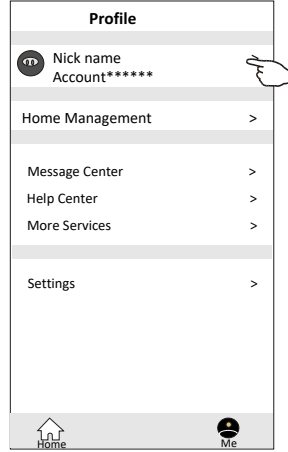 Profile
Nick name
Account******
Home Management >
Message Center >
Help Center >
More Services >
Settings >
Home Me